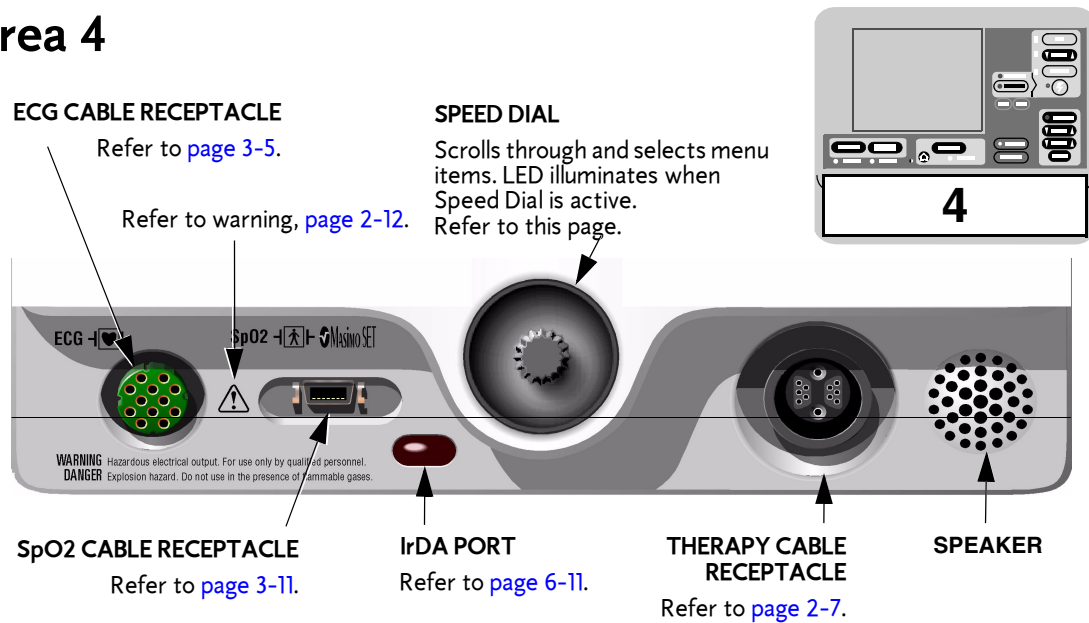 rea 4
ECG CABLE RECEPTACLE
Refer to page 3-5.
Refer to warning, page 2-12.
SPEED DIAL
Scrolls through and selects menu
items. LED illuminates when
Speed Dial is active.
Refer to this page.
4
ECG
SpO2
Masimo SET
WARNING Hazardous electrical output. For use only by qualified personnel.
DANGER Explosion hazard. Do not use in the presence of flammable gases.
SpO2 CABLE RECEPTACLE
Refer to page 3-11.
IrDA PORT
Refer to page 6-11.
THERAPY CABLE
RECEPTACLE
Refer to page 2-7.
SPEAKER